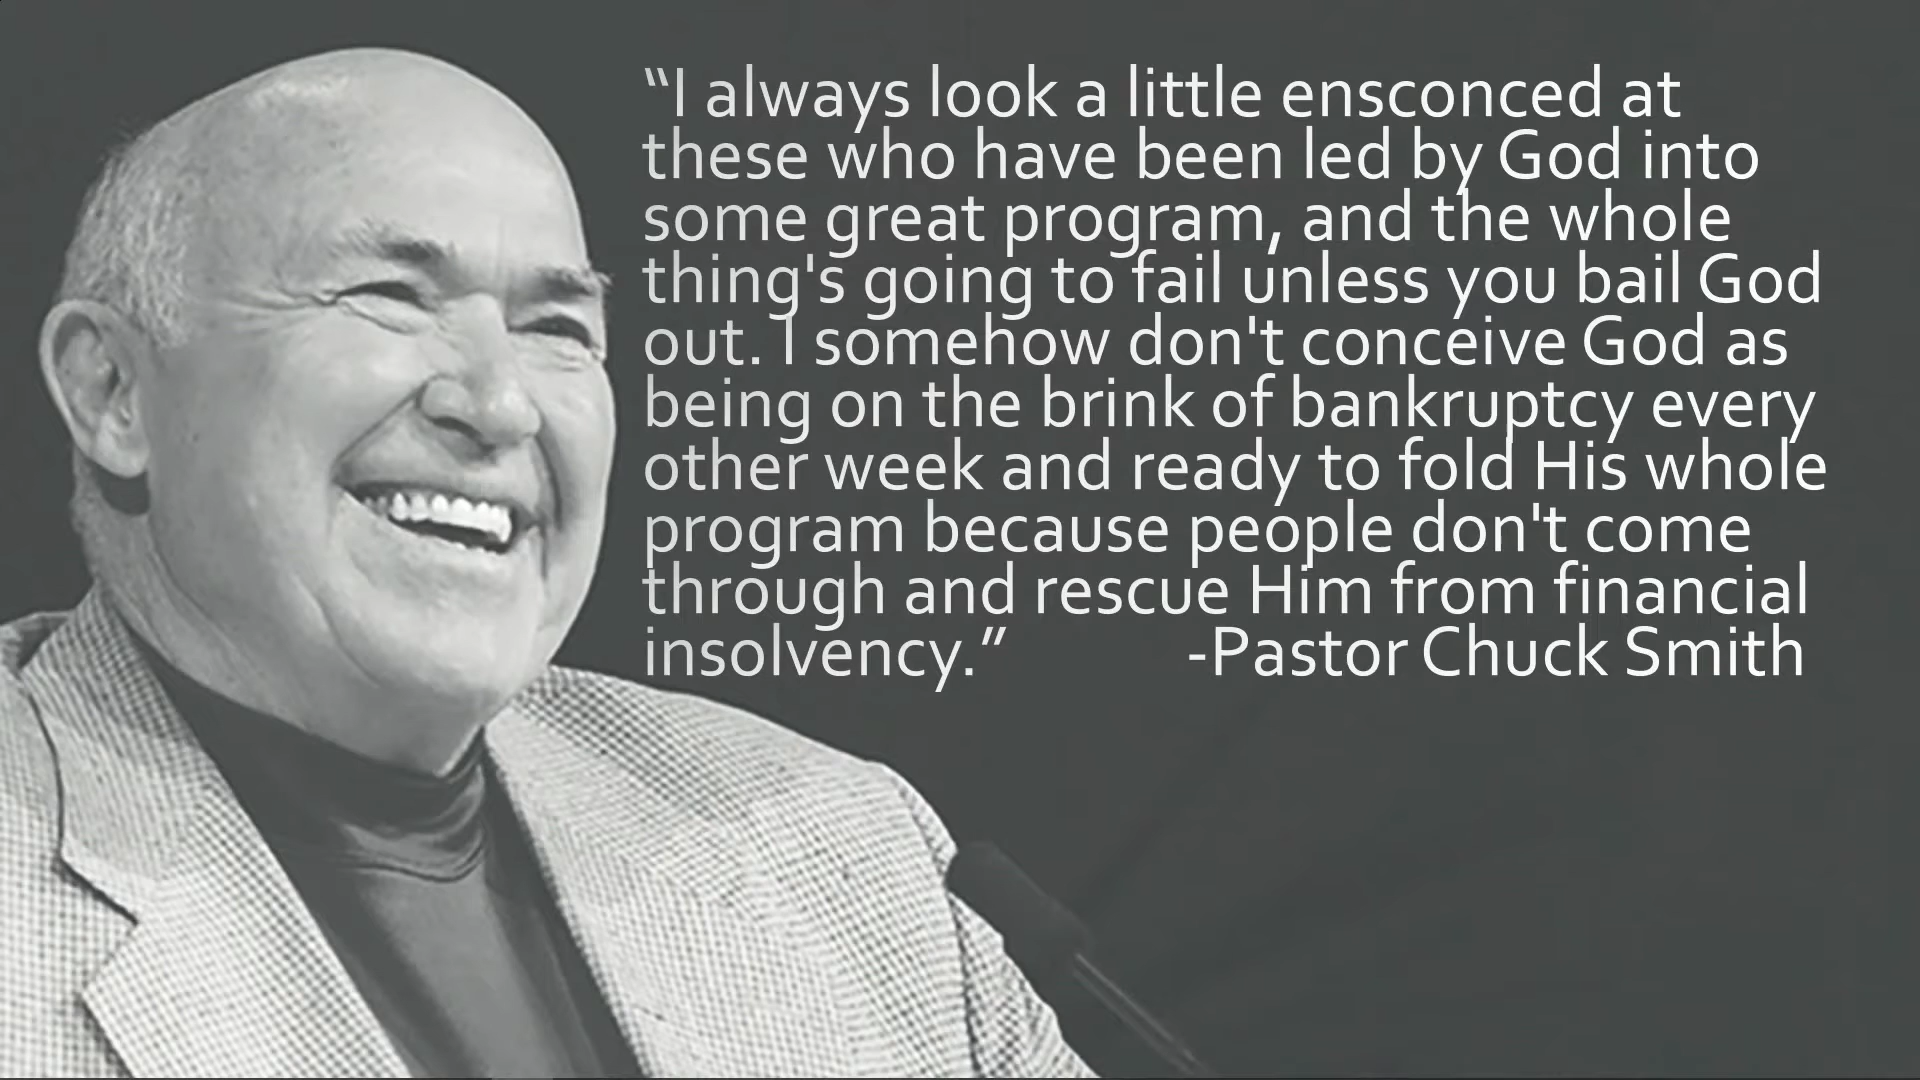 “I always look a little ensconced at
these who have been led by God into
some great program, and the whole
thing's going to fail unless you bail God
out. I somehow don't conceive God as
being on the brink of bankruptcy every
other week and ready to fold His whole
program because people don't come
through and rescue Him from financial
insolvency.” -Pastor Chuck Smith